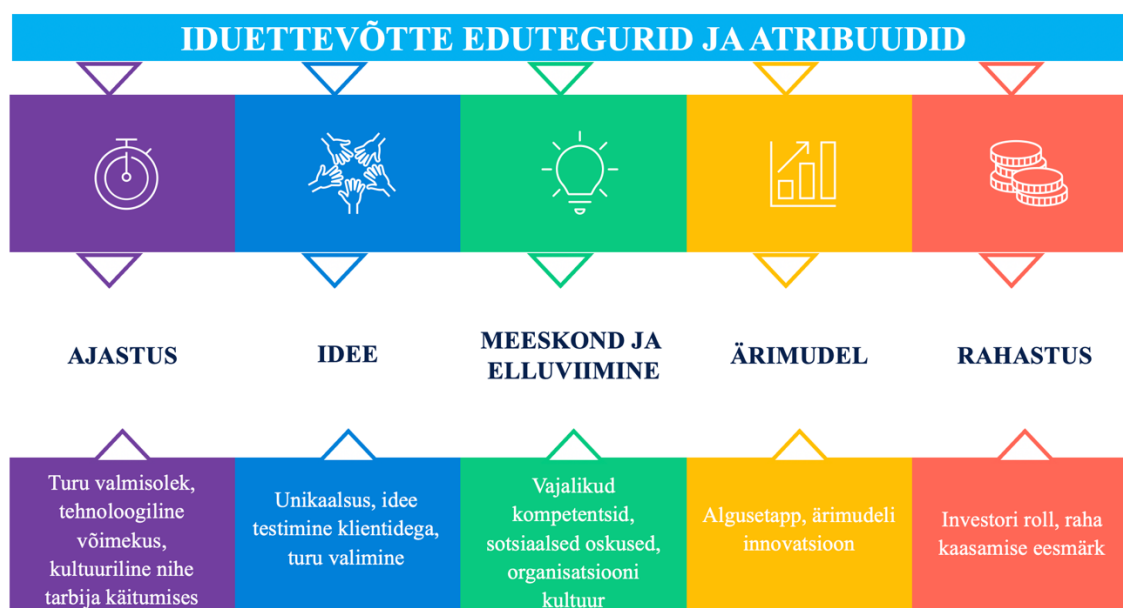 IDUETTEVÕTTE EDUTEGURID JA ATRIBUUDID
AJASTUS
IDEE
MEESKOND JA
ELLUVIIMINE
ÄRIMUDEL
RAHASTUS
Turu valmisolek,
tehnoloogiline
võimekus,
kultuuriline nihe
tarbija käitumises
Unikaalsus, idee
testimine klientidega,
turu valimine
Vajalikud
kompetentsid,
sotsiaalsed oskused,
organisatsiooni
kultuur
Algusetapp, ärimudeli
innovatsioon
Investori roll, raha
kaasamise eesmärk